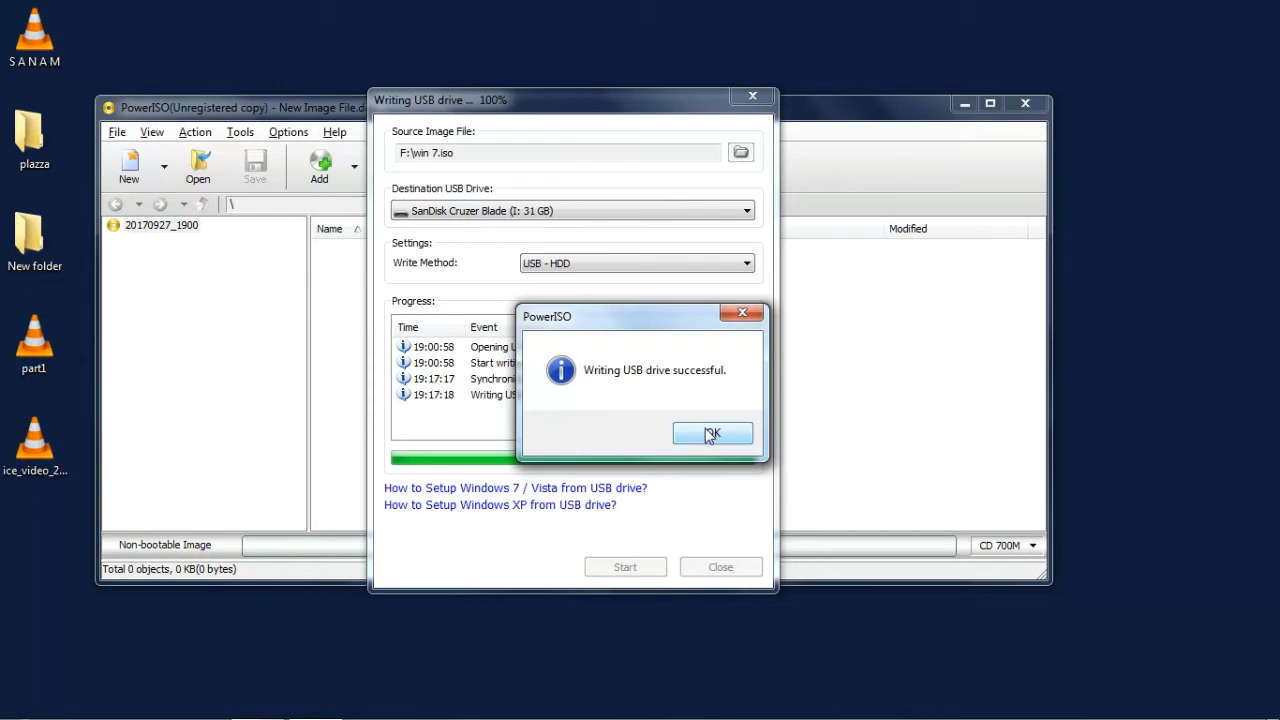 SANAM
plazza
New folder
part1
ice_video_2...
PowerISO(Unregistered copy) - New Image File.d
File View Action Tools Options Help
New Open Save Add
\
20170927_1900
Name Modified
Non-bootable Image CD 700M
Total 0 objects, 0 KB(0 bytes)
Writing USB drive ... 100%
Source Image File:
F:\win 7.iso
Destination USB Drive:
SanDisk Cruzer Blade (I: 31 GB)
Settings:
Write Method: USB - HDD
Progress:
Time Event
19:00:58 Opening
19:00:58 Start writi
19:17:17 Synchroni
19:17:18 Writing US
How to Setup Windows 7 / Vista from USB drive?
How to Setup Windows XP from USB drive?
Start Close
PowerISO
Writing USB drive successful.
OK